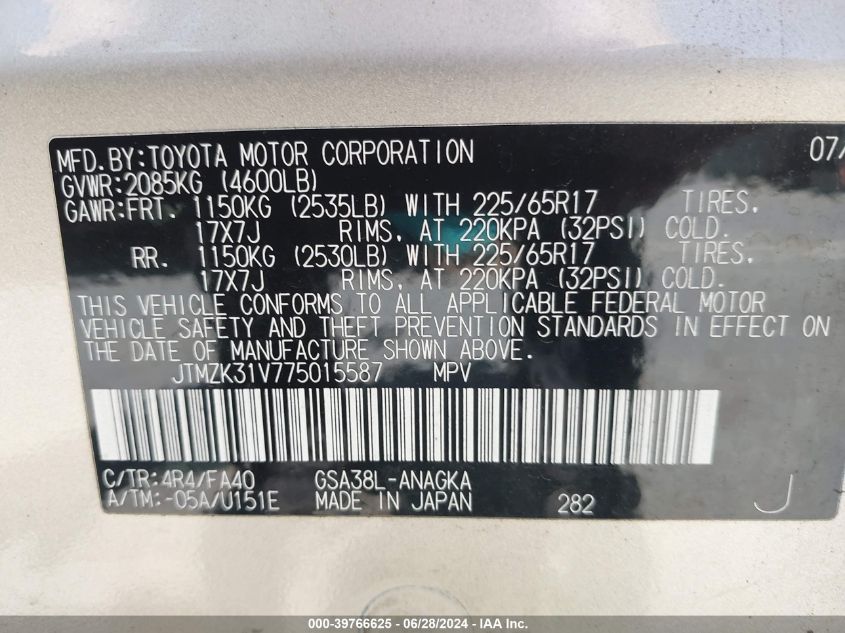 MFD.BY:TOYOTA MOTOR CORPORATION 07/
GVWR:2085KG (4600LB)
GAWR:FRT. 1150KG (2535LB) WITH 225/65R17 TIRES,
17X7J RIMS, AT 220KPA (32PSI) COLD.
RR. 1150KG (2530LB) WITH 225/65R17 TIRES,
17X7J RIMS, AT 220KPA (32PSI) COLD.
THIS VEHICLE CONFORMS TO ALL APPLICABLE FEDERAL MOTOR
VEHICLE SAFETY AND THEFT PREVENTION STANDARDS IN EFFECT ON
THE DATE OF MANUFACTURE SHOWN ABOVE.
JTMZK31V775015587 MPV
C/TR:4R4/FA40 GSA38L-ANAGKA
A/TM:-05A/U151E MADE IN JAPAN 282 J
000-39766625 / 06/28/2024 / IAA Inc.